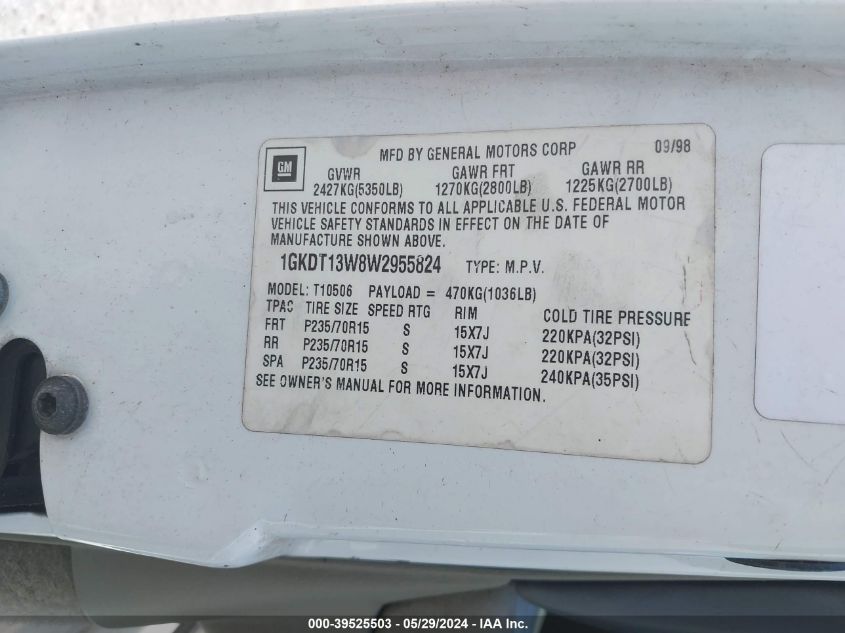 GM
MFD BY GENERAL MOTORS CORP 09/98
GVWR GAWR FRT GAWR RR
2427KG(5350LB) 1270KG(2800LB) 1225KG(2700LB)
THIS VEHICLE CONFORMS TO ALL APPLICABLE U.S. FEDERAL MOTOR
VEHICLE SAFETY STANDARDS IN EFFECT ON THE DATE OF
MANUFACTURE SHOWN ABOVE.
1GKDT13W8W2955824 TYPE: M.P.V.
MODEL: T10506 PAYLOAD = 470KG(1036LB)
TPAC TIRE SIZE SPEED RTG RIM COLD TIRE PRESSURE
FRT P235/70R15 S 15X7J 220KPA(32PSI)
RR P235/70R15 S 15X7J 220KPA(32PSI)
SPA P235/70R15 S 15X7J 240KPA(35PSI)
SEE OWNER'S MANUAL FOR MORE INFORMATION.
000-39525503 - 05/29/2024 - IAA Inc.